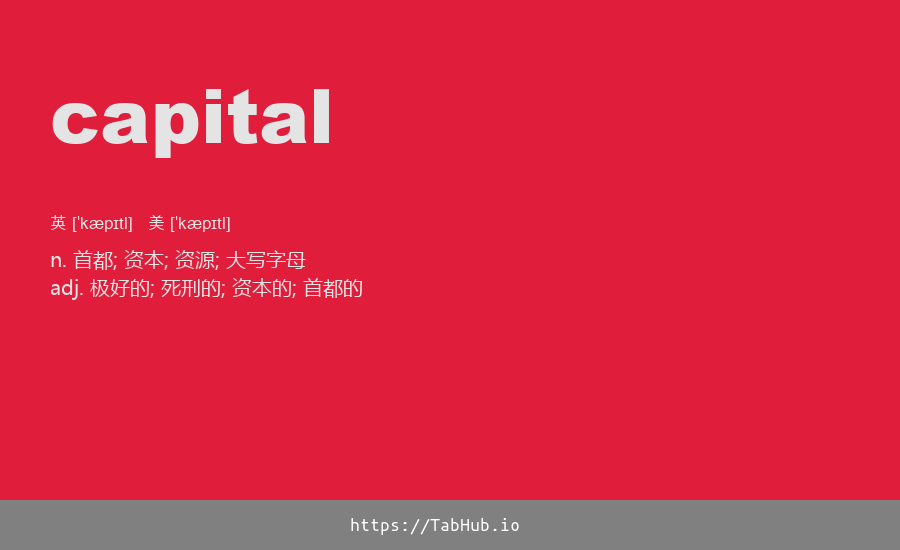 capital
英 [ˈkæpɪtl] 美 [ˈkæpɪtl]
n. 首都; 资本; 资源; 大写字母
adj. 极好的; 死刑的; 资本的; 首都的
https://TabHub.io